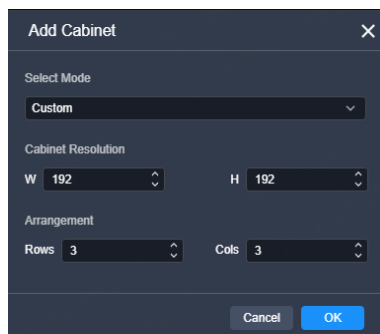 Add Cabinet
Select Mode
Custom
Cabinet Resolution
W 192 H 192
Arrangement
Rows 3 Cols 3
Cancel OK